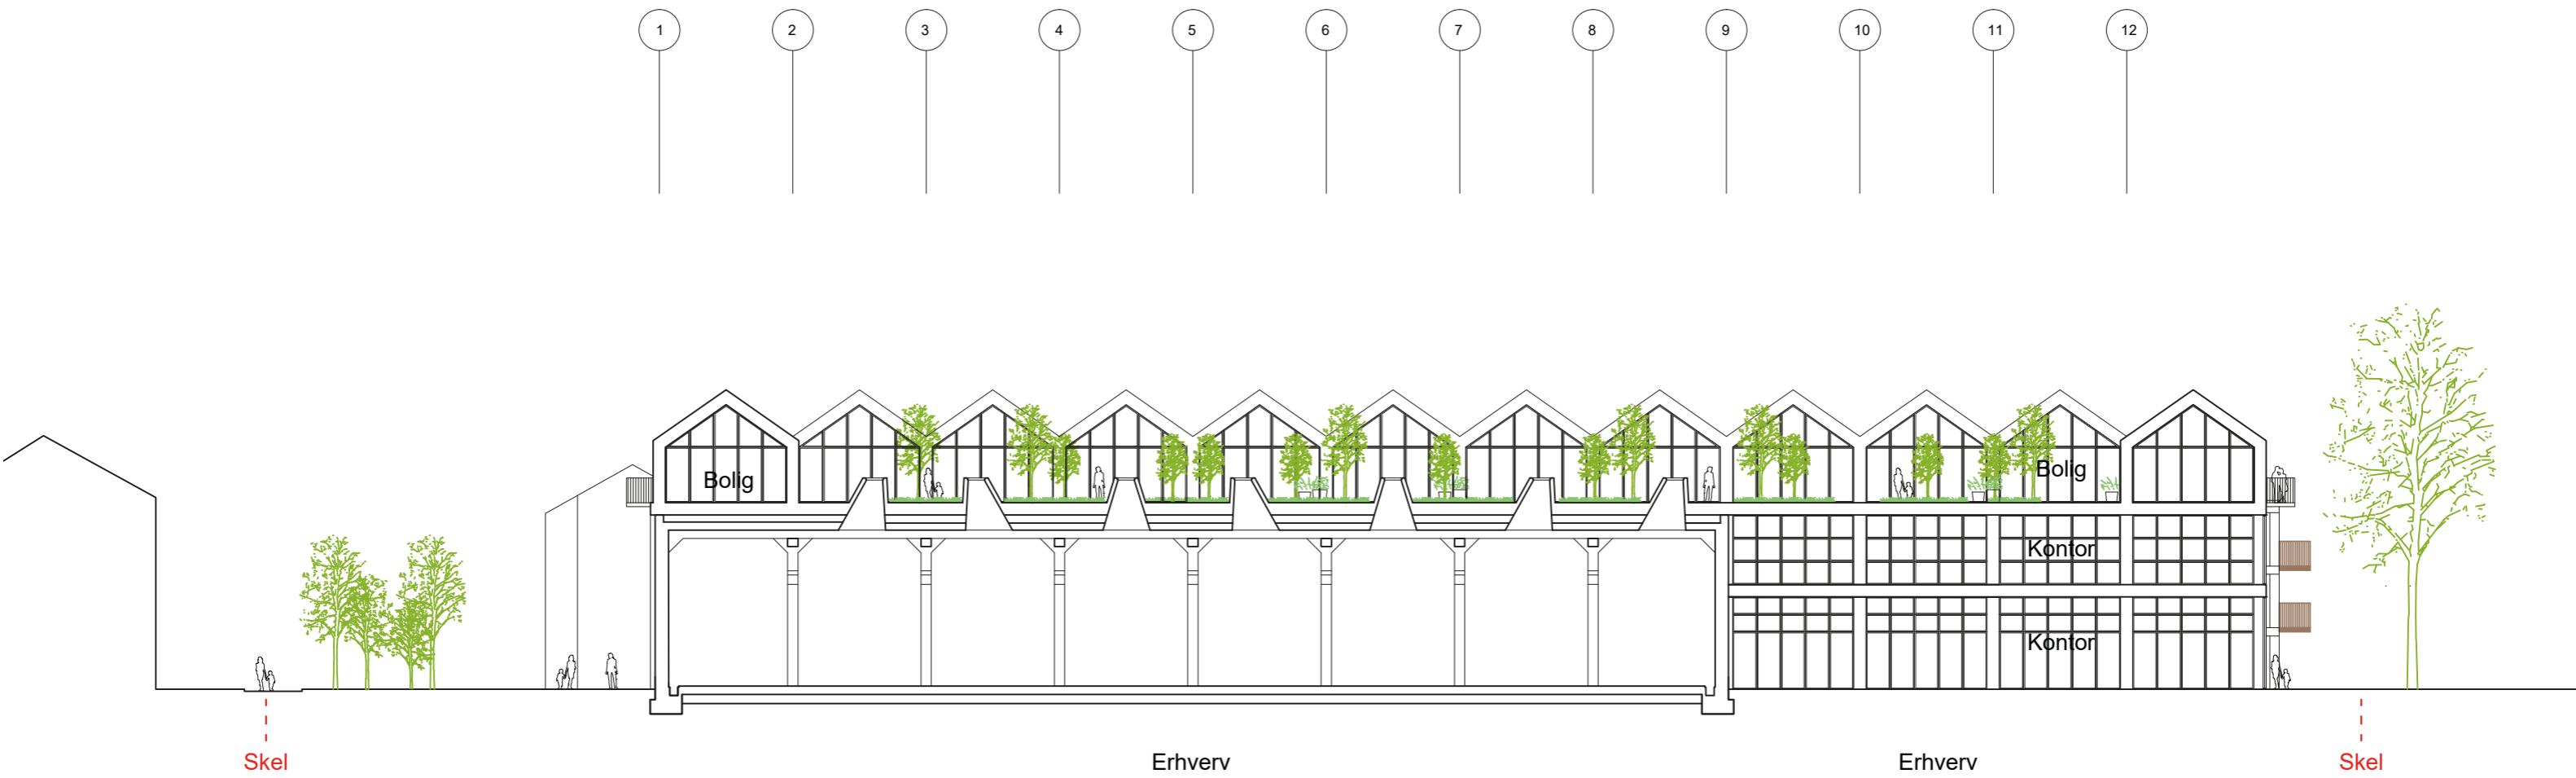 1 2 3 4 5 6 7 8 9 10 11 12
Bolig
Bolig
Kontor
Kontor
Skel Erhverv Erhverv Skel